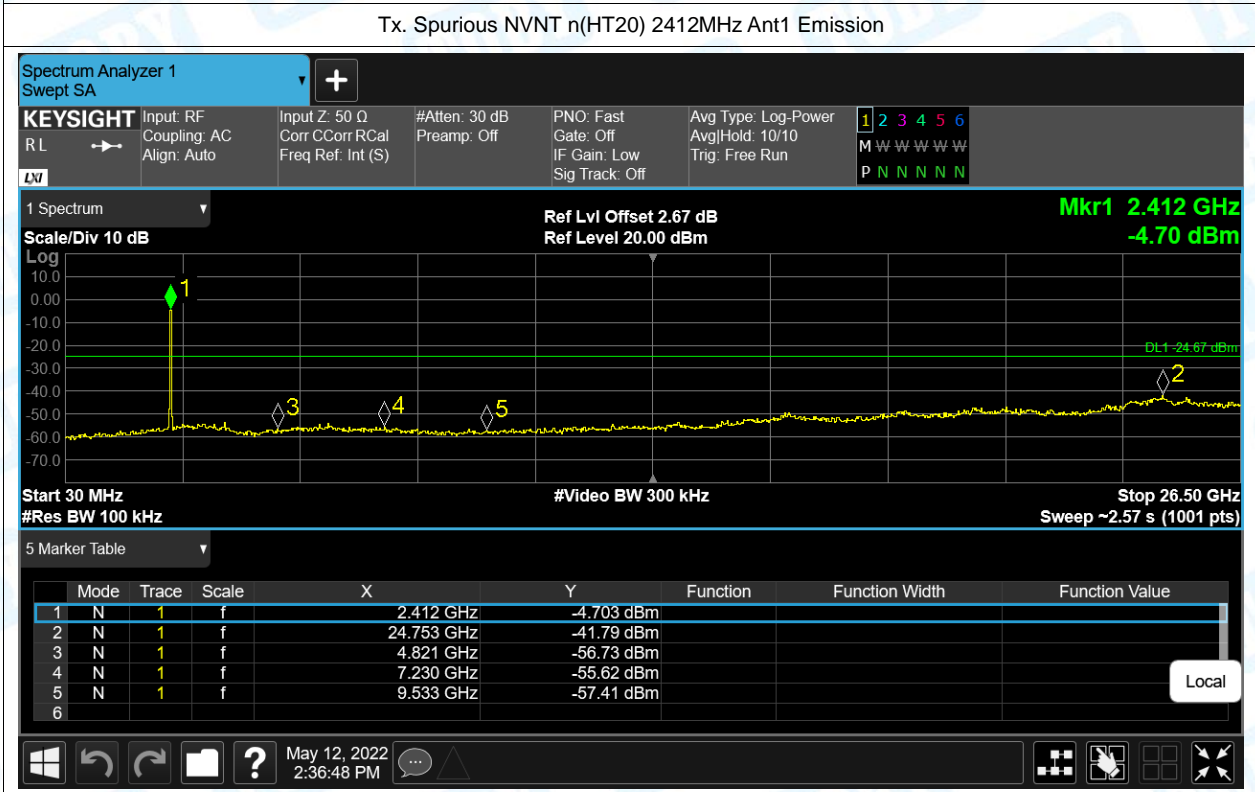 Tx. Spurious NVNT n(HT20) 2412MHz Ant1 Emission
Spectrum Analyzer 1
Swept SA
KEYSIGHT
R L
LXI
Input: RF
Coupling: AC
Align: Auto
Input Z: 50 Ω
Corr CCorr RCal
Freq Ref: Int (S)
#Atten: 30 dB
Preamp: Off
PNO: Fast
Gate: Off
IF Gain: Low
Sig Track: Off
Avg Type: Log-Power
Avg|Hold: 10/10
Trig: Free Run
1 2 3 4 5 6
M W W W W W
P N N N N N
1 Spectrum
Scale/Div 10 dB
Ref Lvl Offset 2.67 dB
Ref Level 20.00 dBm
Mkr1 2.412 GHz
-4.70 dBm
Log
10.0
0.00
-10.0
-20.0
-30.0
-40.0
-50.0
-60.0
-70.0
1
DL1 -24.67 dBm
2
3
4
5
Start 30 MHz
#Res BW 100 kHz
#Video BW 300 kHz
Stop 26.50 GHz
Sweep ~2.57 s (1001 pts)
5 Marker Table
Mode Trace Scale X Y Function Function Width Function Value
1 N 1 f 2.412 GHz -4.703 dBm
2 N 1 f 24.753 GHz -41.79 dBm
3 N 1 f 4.821 GHz -56.73 dBm
4 N 1 f 7.230 GHz -55.62 dBm
5 N 1 f 9.533 GHz -57.41 dBm
6
Local
?
May 12, 2022
2:36:48 PM